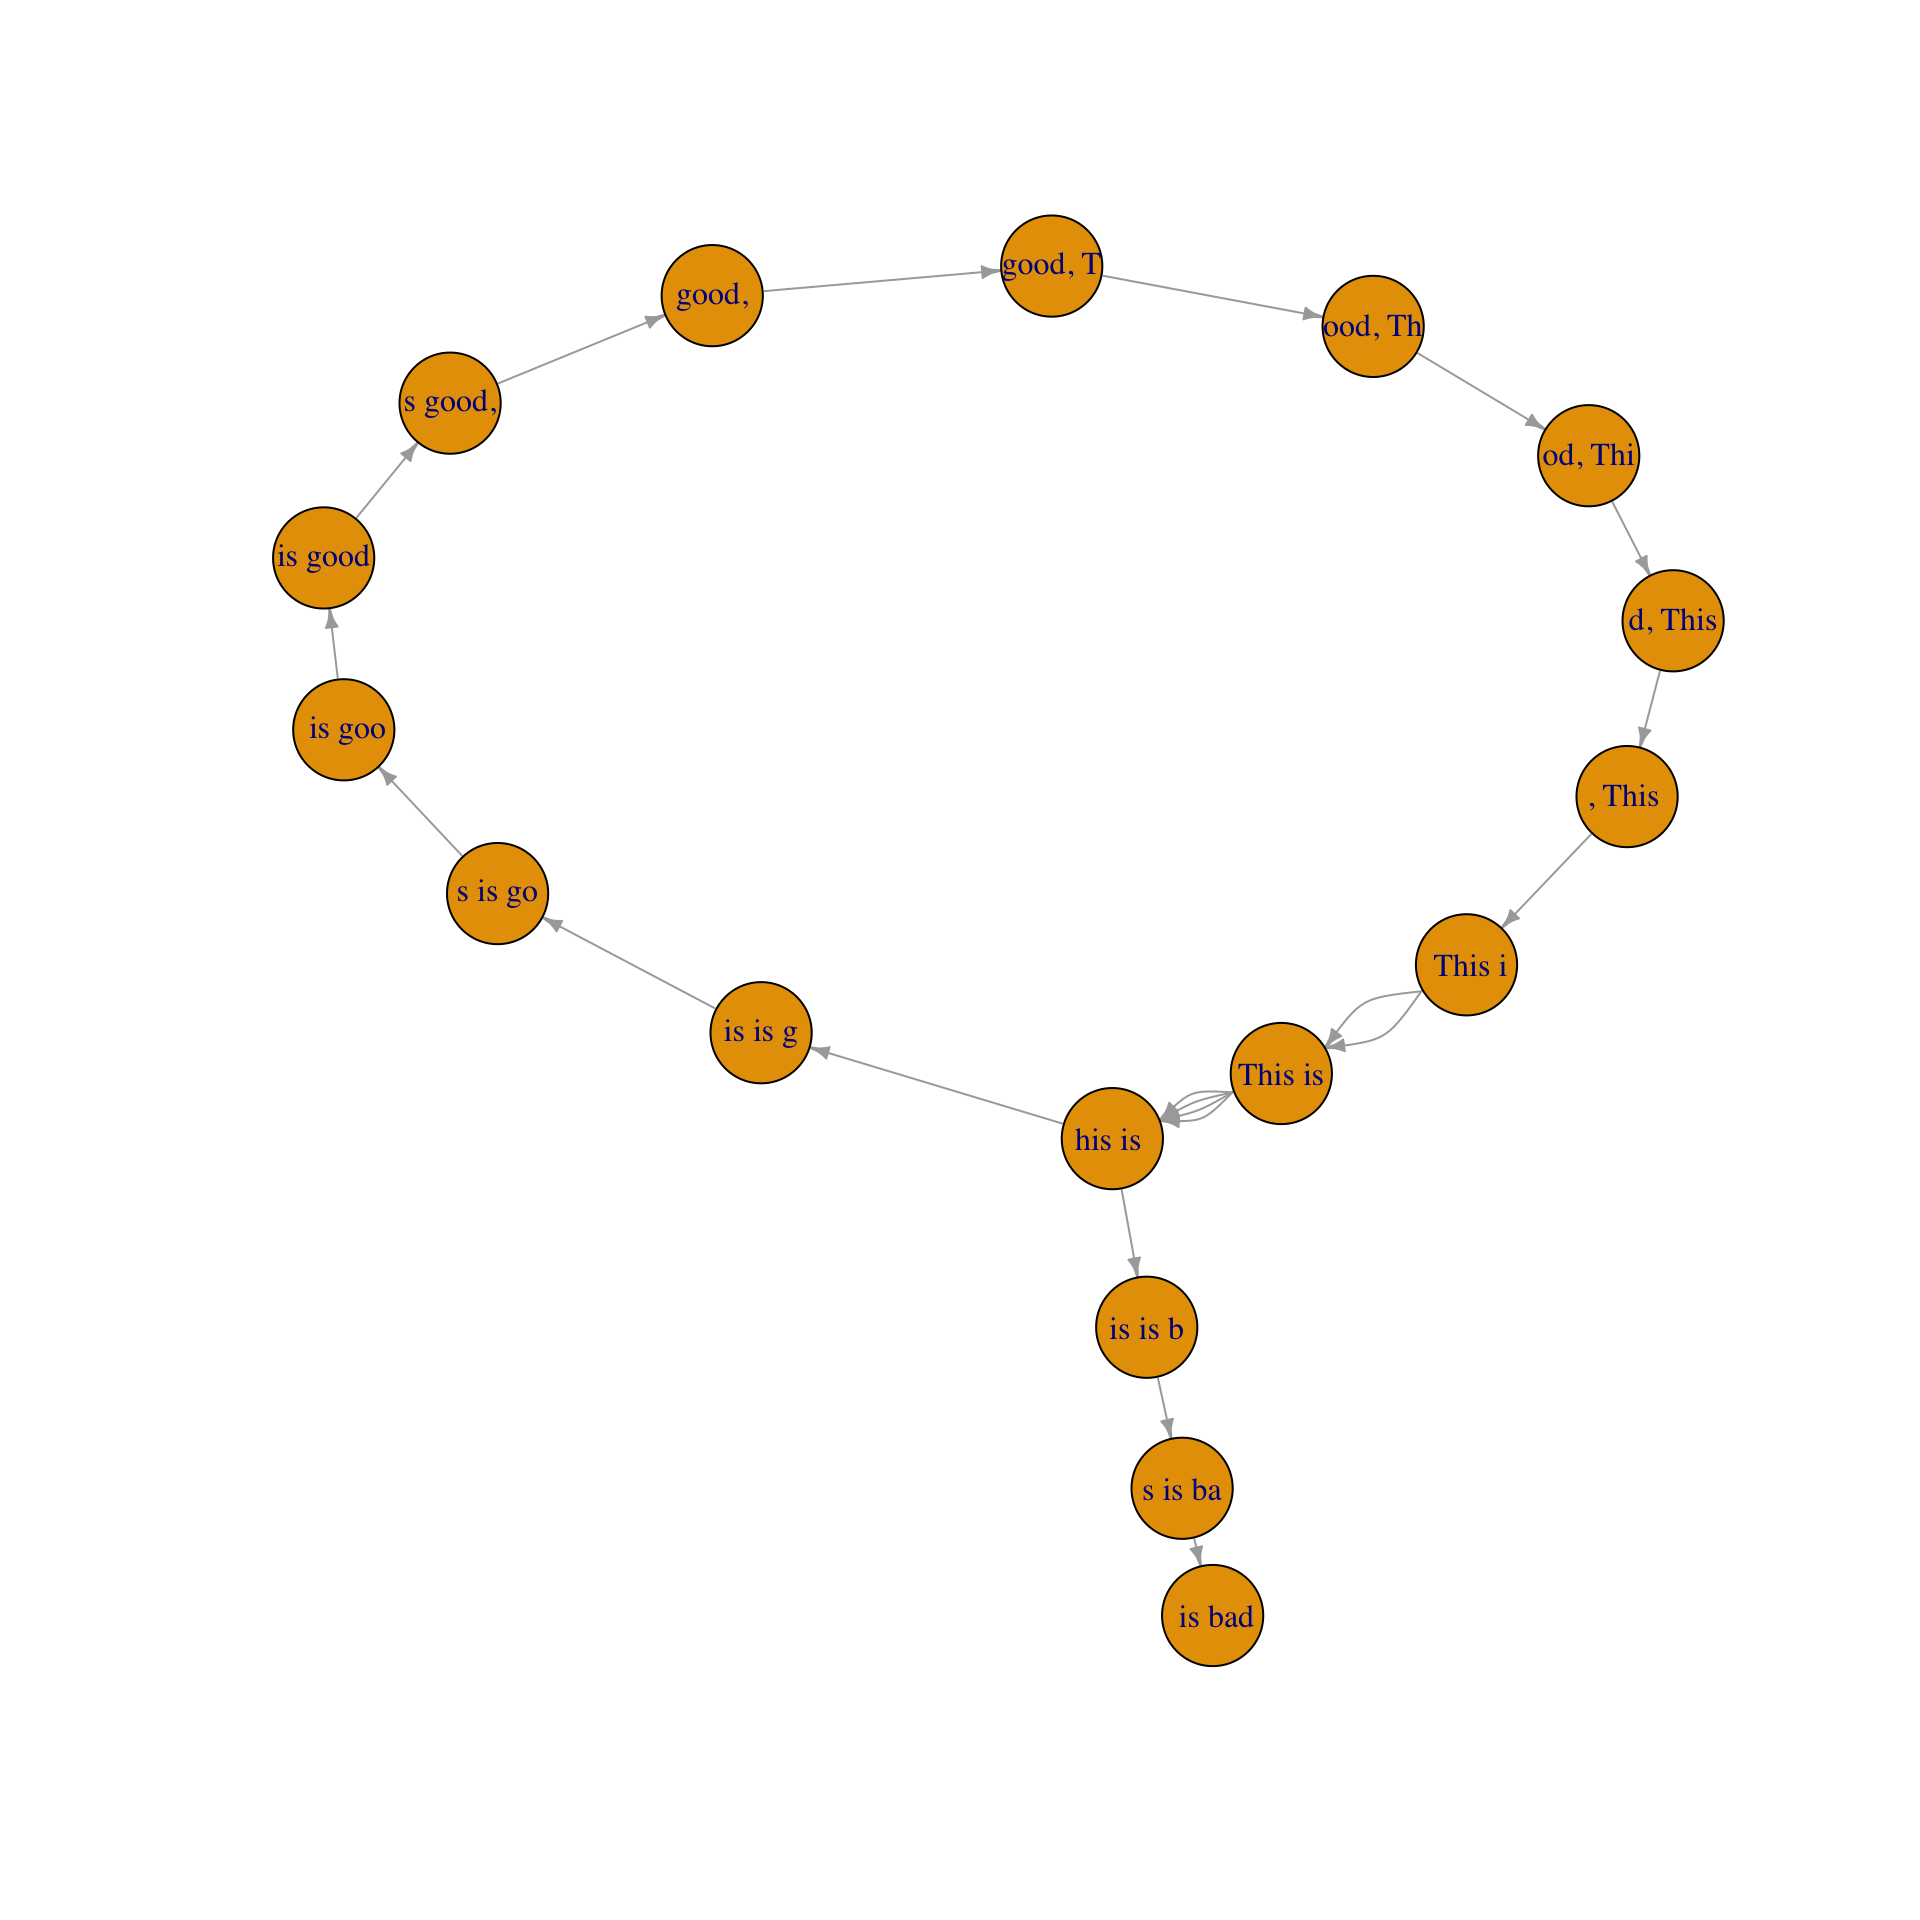 good, T
good,
ood, Th
s good,
od, Thi
is good
d, This
is goo
, This
s is go
This i
is is g
This is
his is
is is b
s is ba
is bad